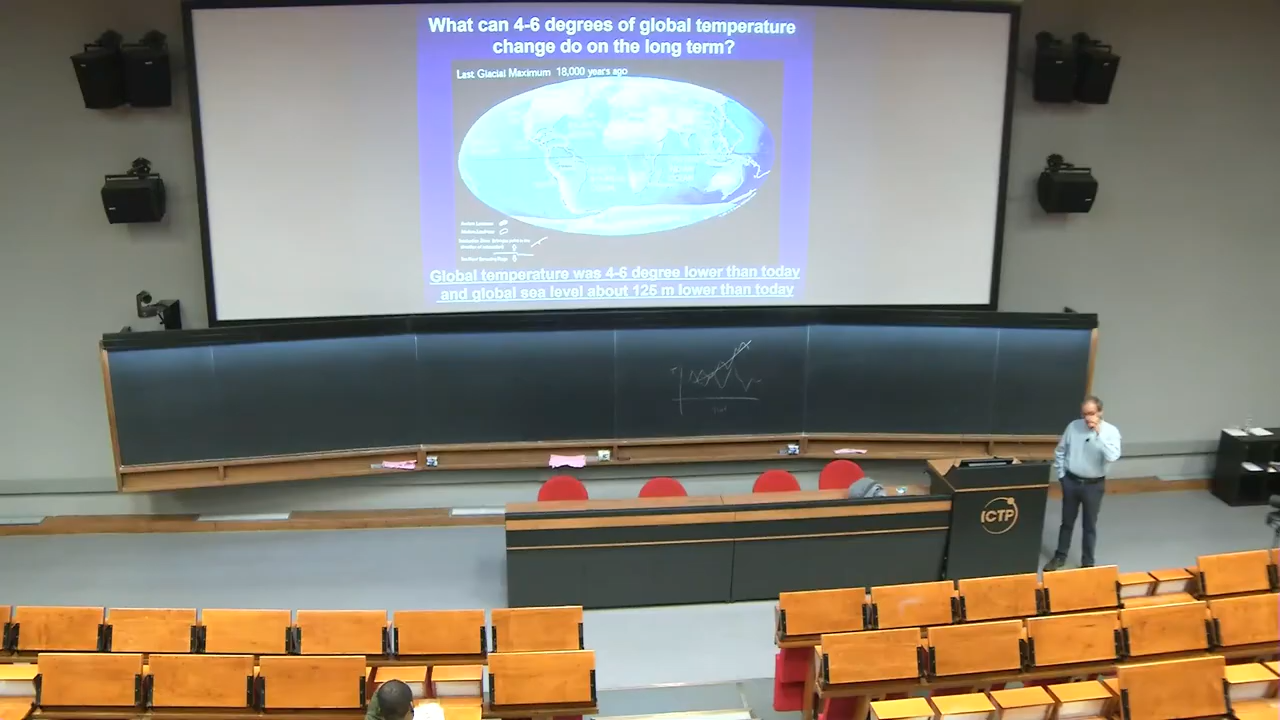 What can 4-6 degrees of global temperature
change do on the long term?
Last Glacial Maximum 18,000 years ago
Global temperature was 4-6 degree lower than today
and global sea level about 125 m lower than today
ICTP